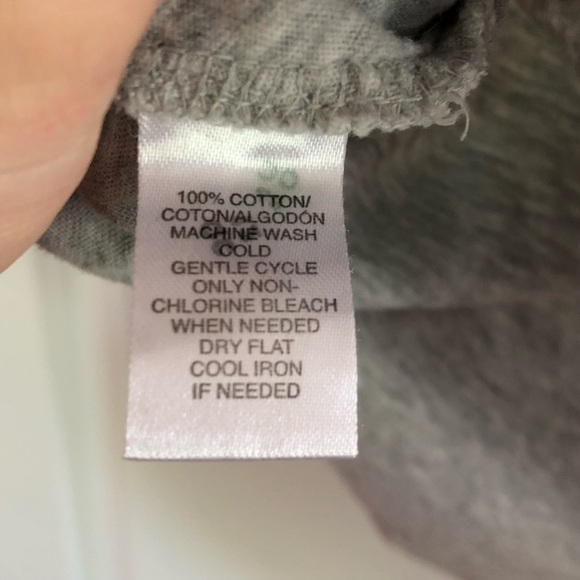 100% COTTON/
COTON/ALGODÓN
MACHINE WASH
COLD
GENTLE CYCLE
ONLY NON-
CHLORINE BLEACH
WHEN NEEDED
DRY FLAT
COOL IRON
IF NEEDED